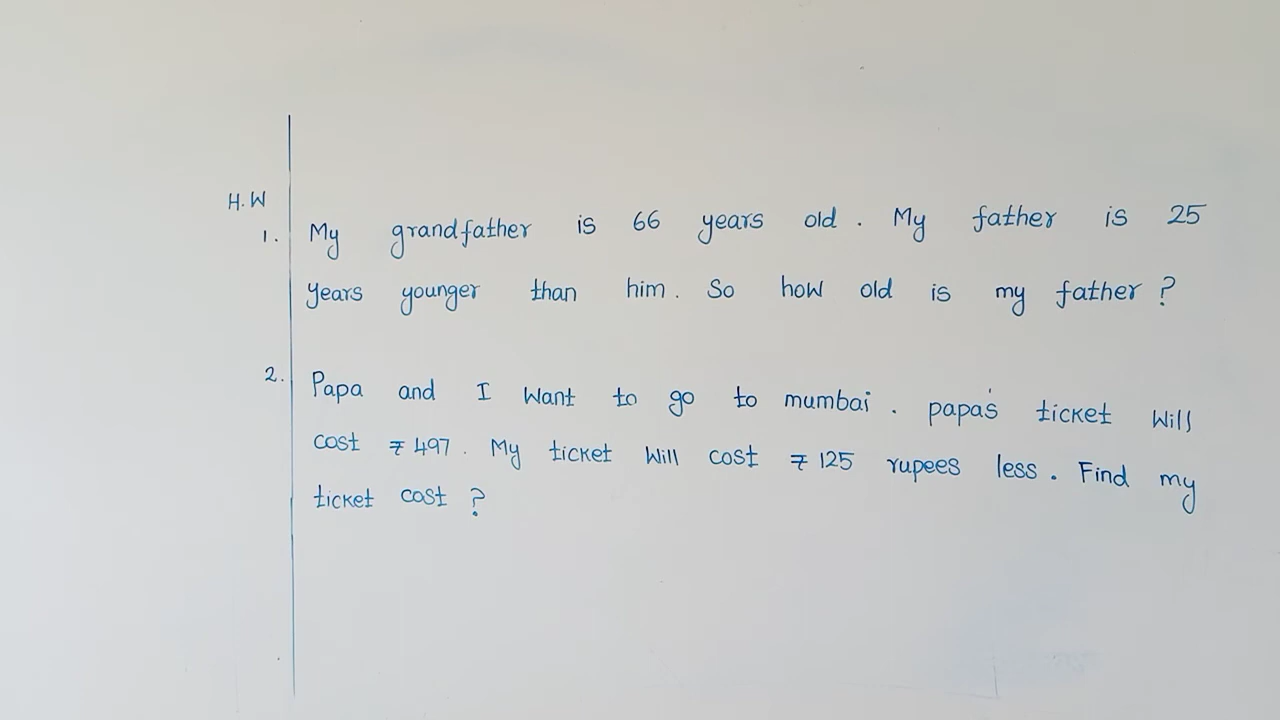 H.W
1. My grandfather is 66 years old. My father is 25
years younger than him. So how old is my father?
2. Papa and I want to go to mumbai. papa's ticket will
cost ₹497. My ticket will cost ₹125 rupees less. Find my
ticket cost?